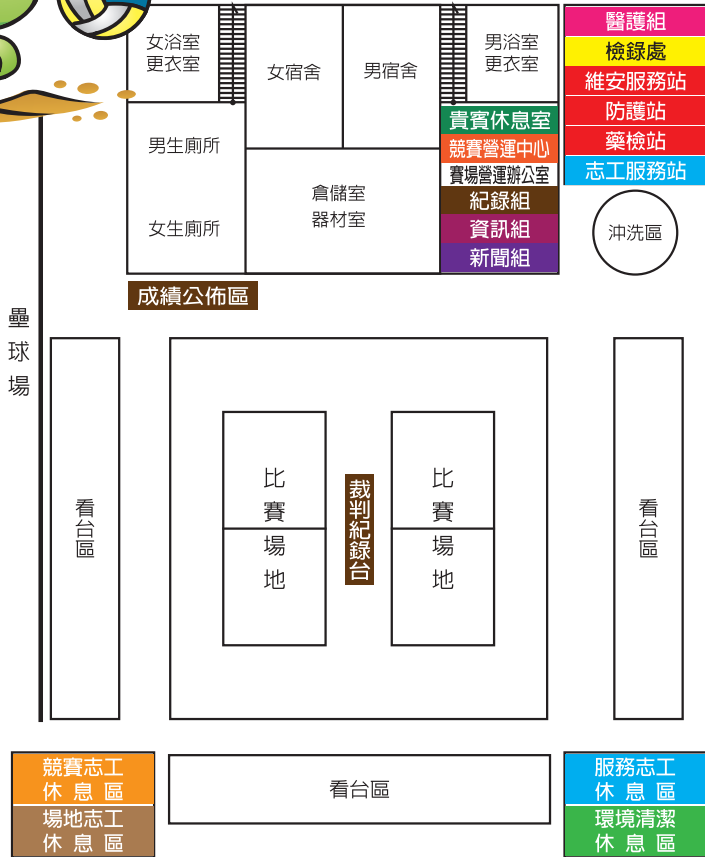 女浴室
更衣室
女宿舍
男宿舍
男浴室
更衣室
醫護組
檢錄處
維安服務站
防護站
藥檢站
志工服務站
男生廁所
女生廁所
倉儲室
器材室
貴賓休息室
競賽營運中心
賽場營運辦公室
紀錄組
資訊組
新聞組
沖洗區
成績公佈區
壘球場
看台區
比賽場地
裁判紀錄台
比賽場地
看台區
競賽志工
休息區
場地志工
休息區
看台區
服務志工
休息區
環境清潔
休息區